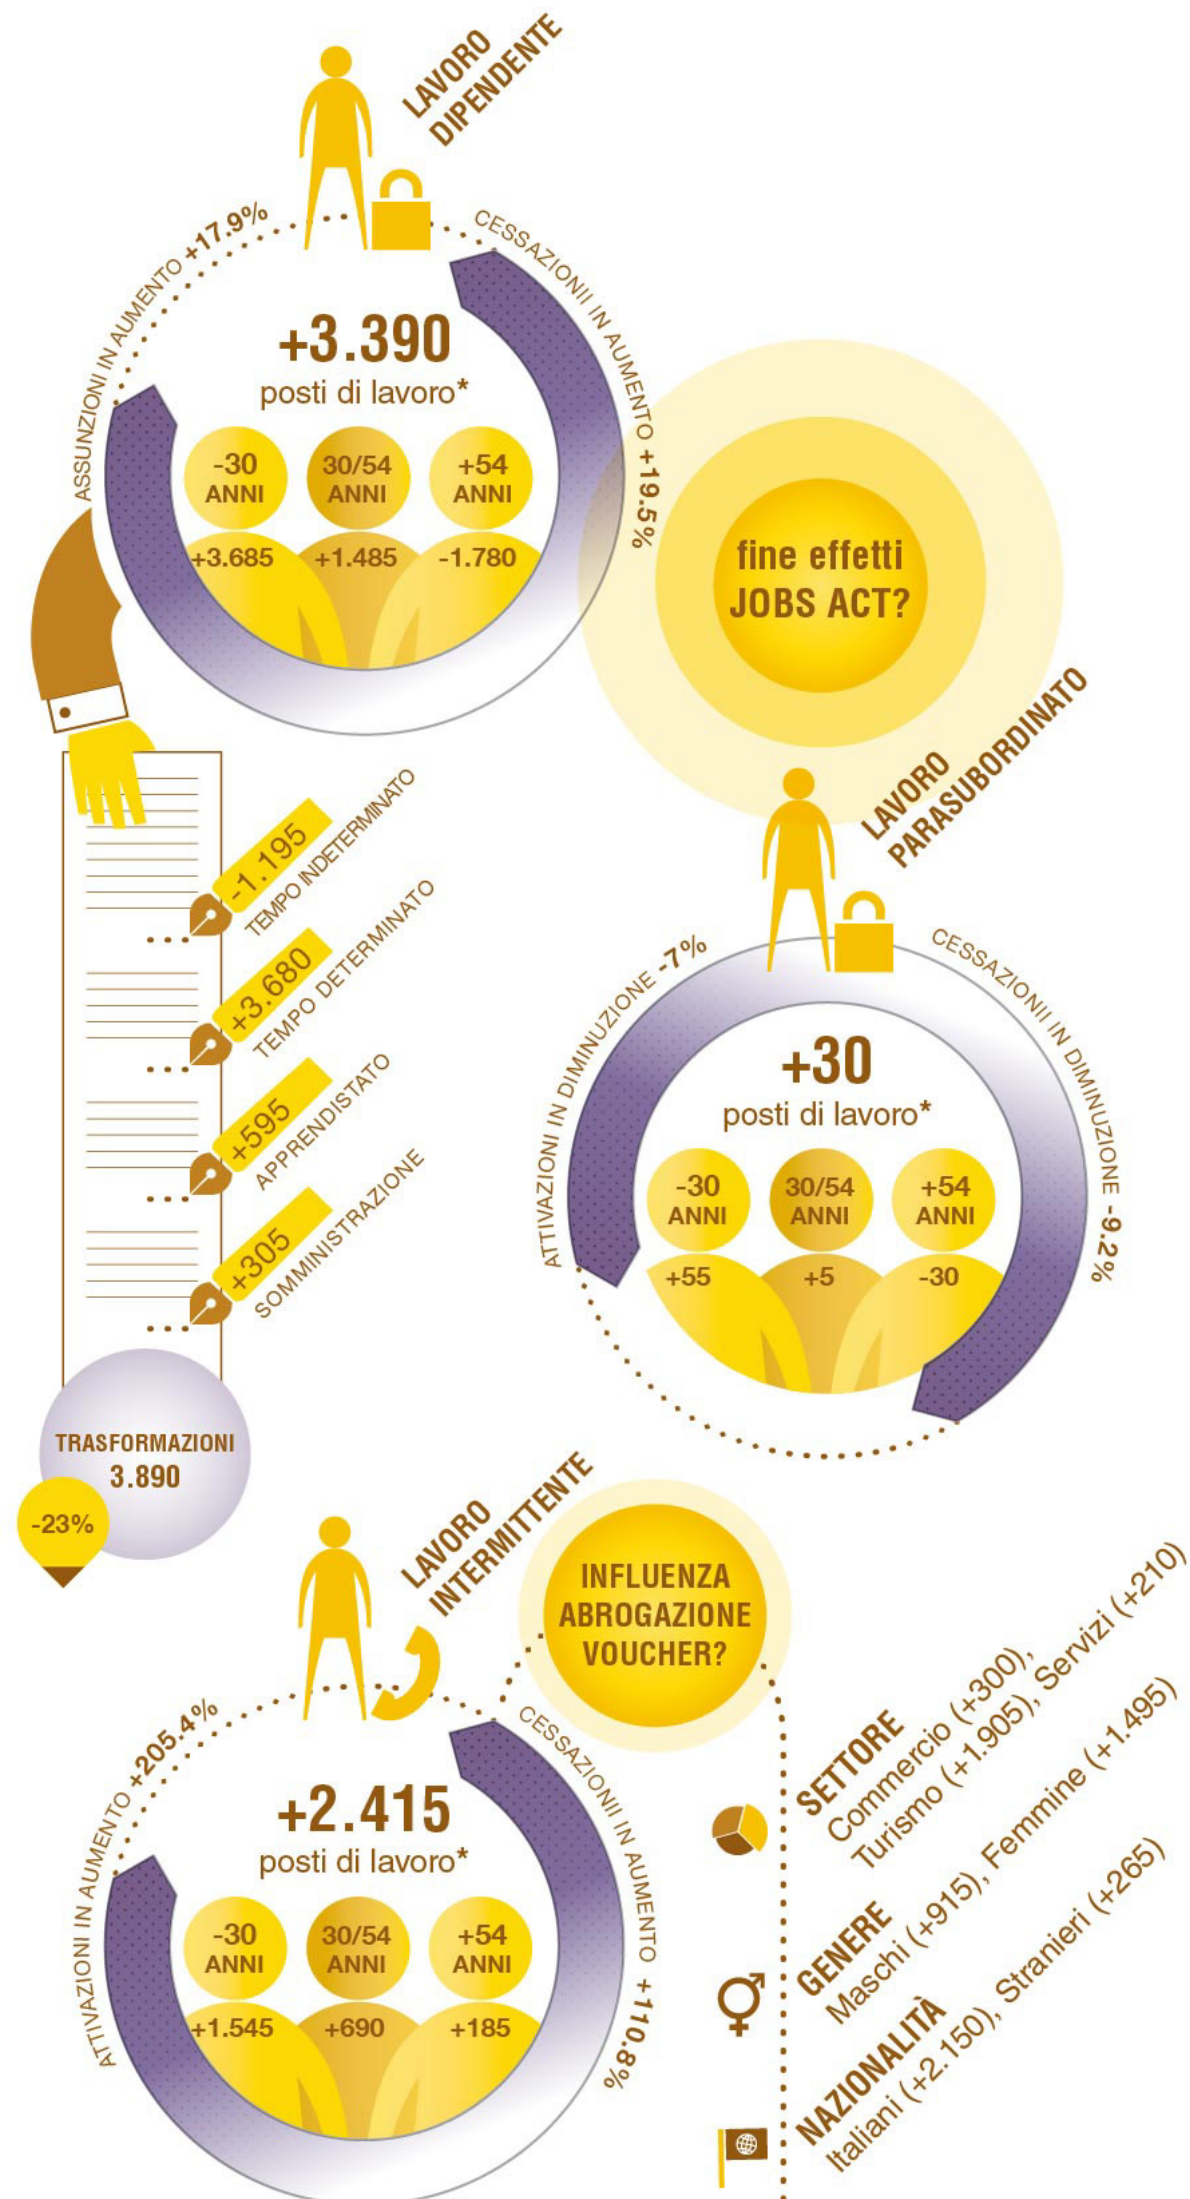 LAVORO
DIPENDENTE
ASSUNZIONI IN AUMENTO +17.9%
CESSAZIONII IN AUMENTO +19.5%
+3.390
posti di lavoro*
-30
ANNI
30/54
ANNI
+54
ANNI
+3.685
+1.485
-1.780
fine effetti
JOBS ACT?
-1.195
TEMPO INDETERMINATO
+3.680
TEMPO DETERMINATO
+595
APPRENDISTATO
+305
SOMMINISTRAZIONE
TRASFORMAZIONI
3.890
-23%
LAVORO
PARASUBORDINATO
ATTIVAZIONI IN DIMINUZIONE -7%
CESSAZIONII IN DIMINUZIONE -9.2%
+30
posti di lavoro*
-30
ANNI
30/54
ANNI
+54
ANNI
+55
+5
-30
LAVORO
INTERMITTENTE
INFLUENZA
ABROGAZIONE
VOUCHER?
ATTIVAZIONI IN AUMENTO +205.4%
CESSAZIONII IN AUMENTO +110.8%
+2.415
posti di lavoro*
-30
ANNI
30/54
ANNI
+54
ANNI
+1.545
+690
+185
SETTORE
Commercio (+300),
Turismo (+1.905), Servizi (+210)
GENERE
Maschi (+915), Femmine (+1.495)
NAZIONALITÀ
Italiani (+2.150), Stranieri (+265)